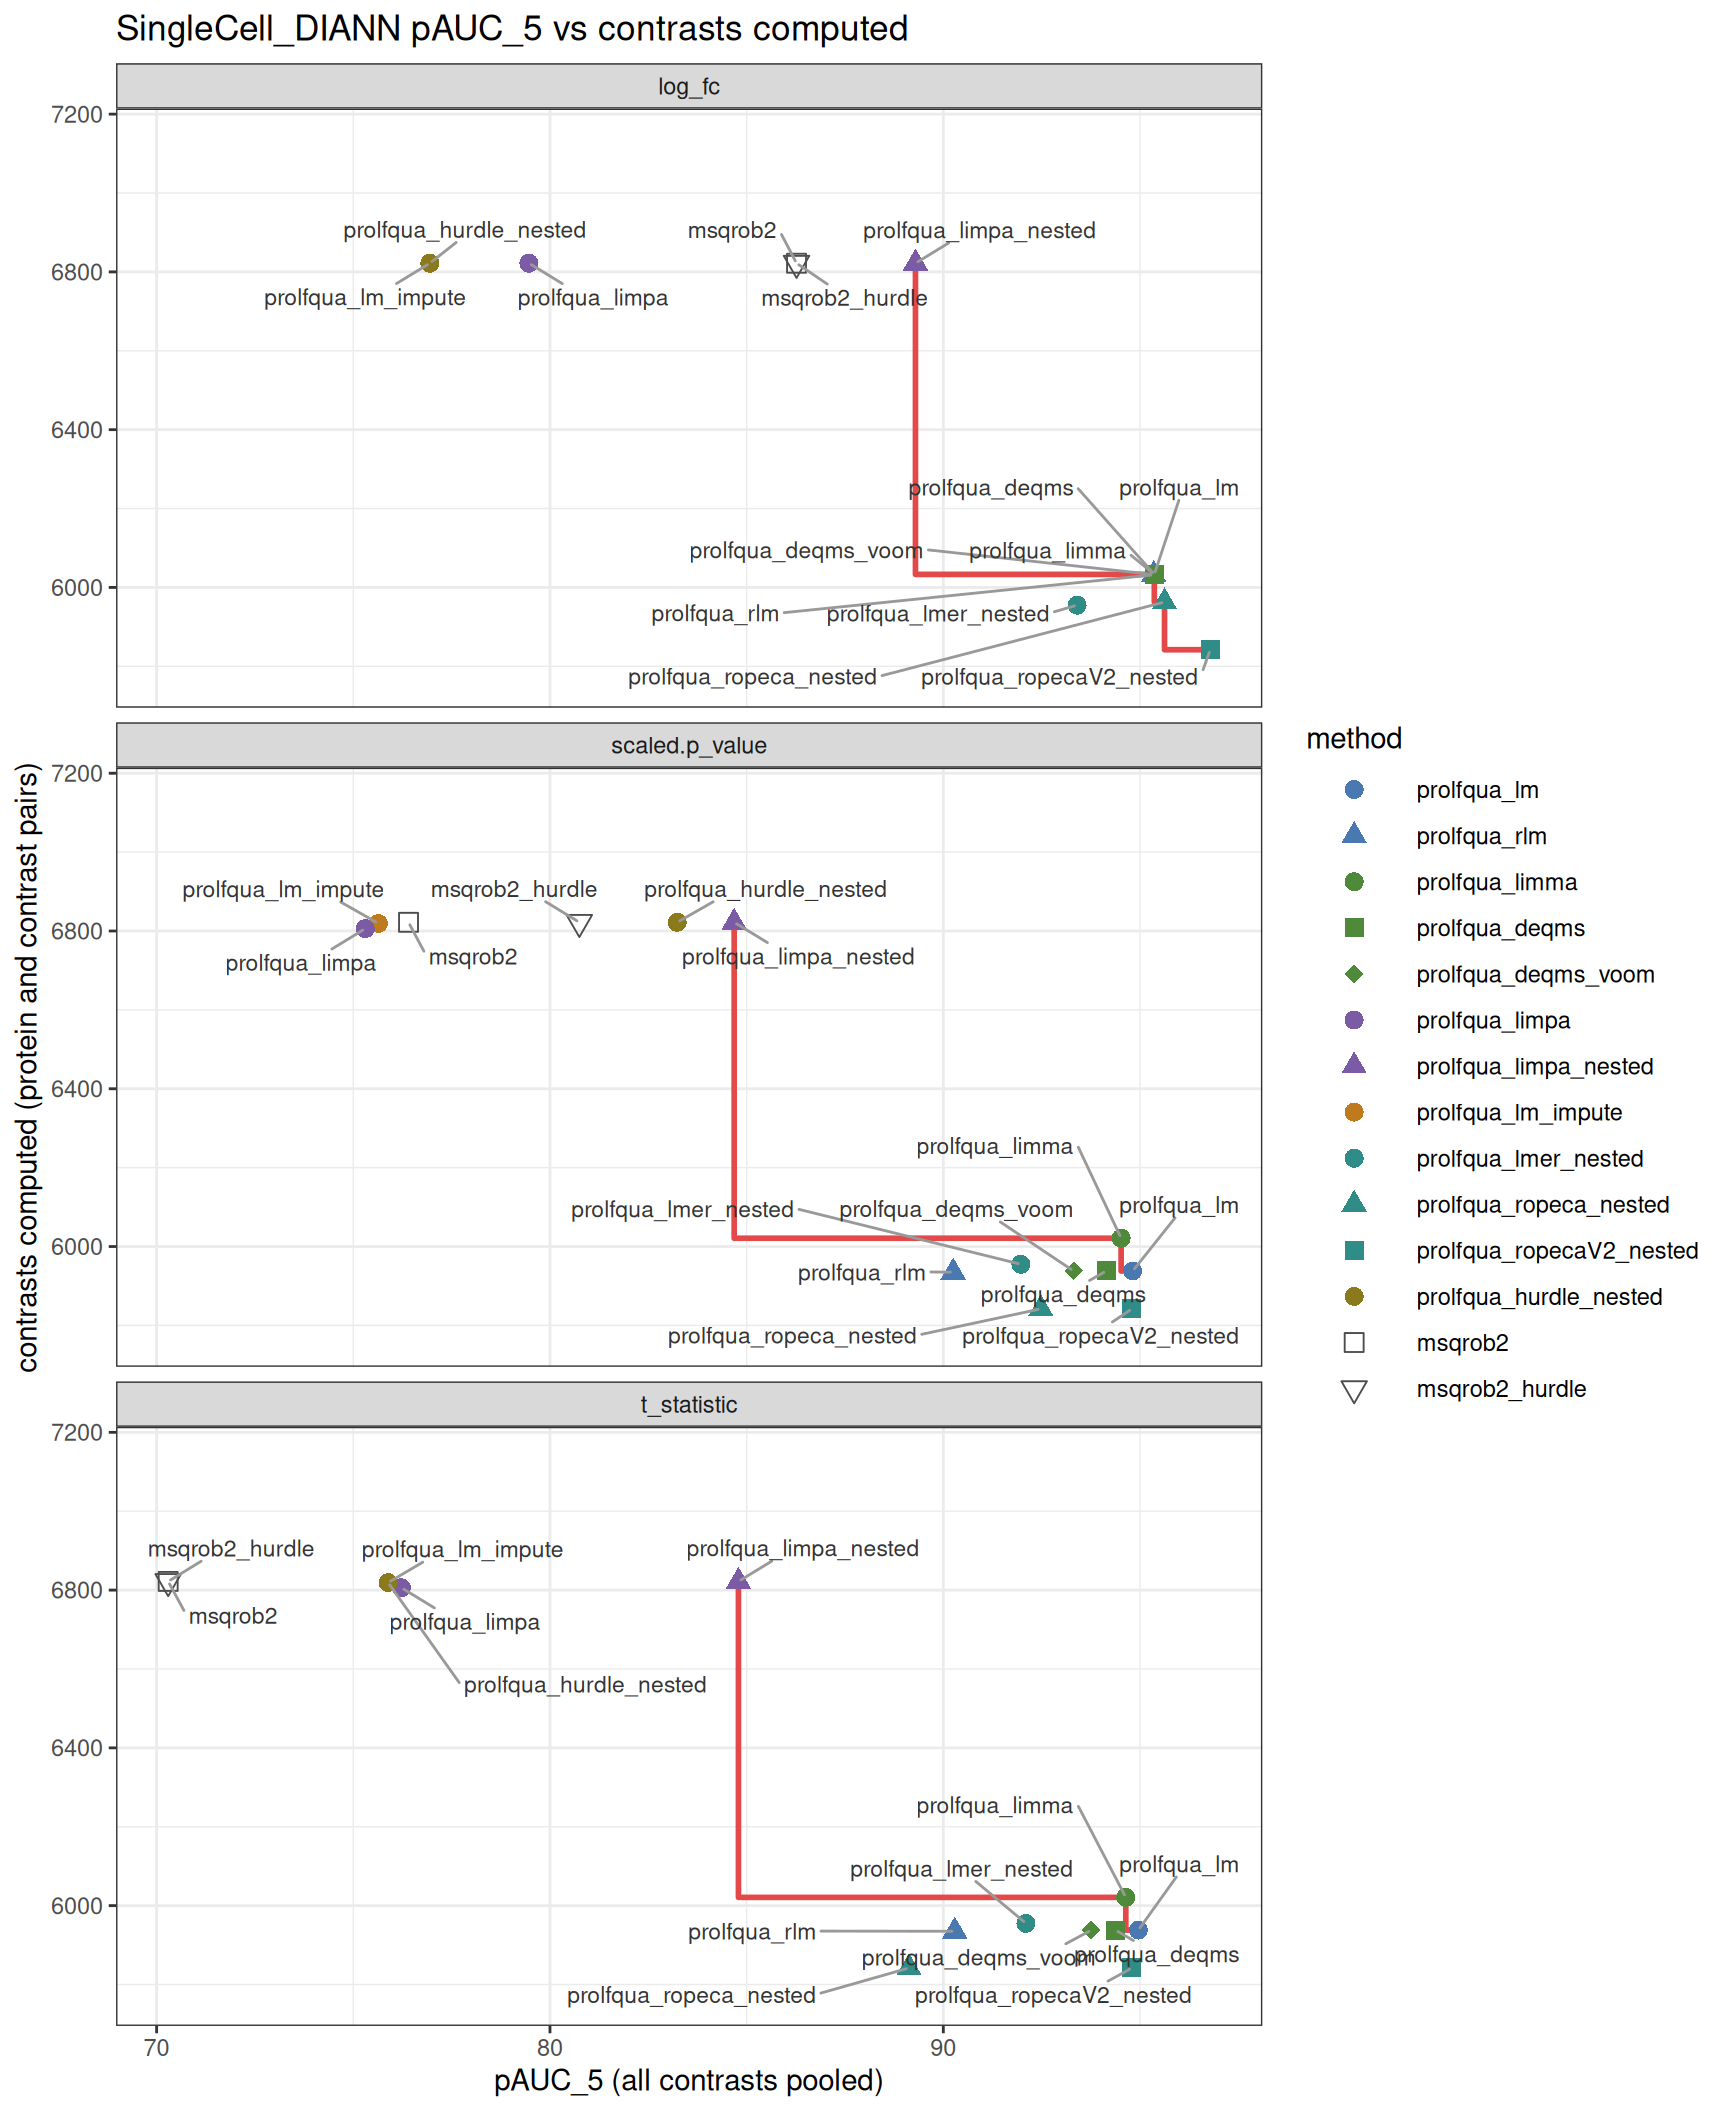 SingleCell_DIANN pAUC_5 vs contrasts computed
log_fc
7200
6800
6400
6000
prolfqua_hurdle_nested
msqrob2
prolfqua_limpa_nested
prolfqua_lm_impute
prolfqua_limpa
msqrob2_hurdle
prolfqua_deqms
prolfqua_lm
prolfqua_deqms_voom
prolfqua_limma
prolfqua_rlm
prolfqua_lmer_nested
prolfqua_ropeca_nested
prolfqua_ropecaV2_nested
scaled.p_value
7200
6800
6400
6000
prolfqua_lm_impute
msqrob2_hurdle
prolfqua_hurdle_nested
prolfqua_limpa
msqrob2
prolfqua_limpa_nested
prolfqua_limma
prolfqua_lmer_nested
prolfqua_deqms_voom
prolfqua_lm
prolfqua_rlm
prolfqua_deqms
prolfqua_ropeca_nested
prolfqua_ropecaV2_nested
t_statistic
7200
6800
6400
6000
msqrob2_hurdle
prolfqua_lm_impute
prolfqua_limpa_nested
msqrob2
prolfqua_limpa
prolfqua_hurdle_nested
prolfqua_limma
prolfqua_lmer_nested
prolfqua_lm
prolfqua_rlm
prolfqua_deqms_voom
prolfqua_deqms
prolfqua_ropeca_nested
prolfqua_ropecaV2_nested
70
80
90
pAUC_5 (all contrasts pooled)
contrasts computed (protein and contrast pairs)
method
prolfqua_lm
prolfqua_rlm
prolfqua_limma
prolfqua_deqms
prolfqua_deqms_voom
prolfqua_limpa
prolfqua_limpa_nested
prolfqua_lm_impute
prolfqua_lmer_nested
prolfqua_ropeca_nested
prolfqua_ropecaV2_nested
prolfqua_hurdle_nested
msqrob2
msqrob2_hurdle